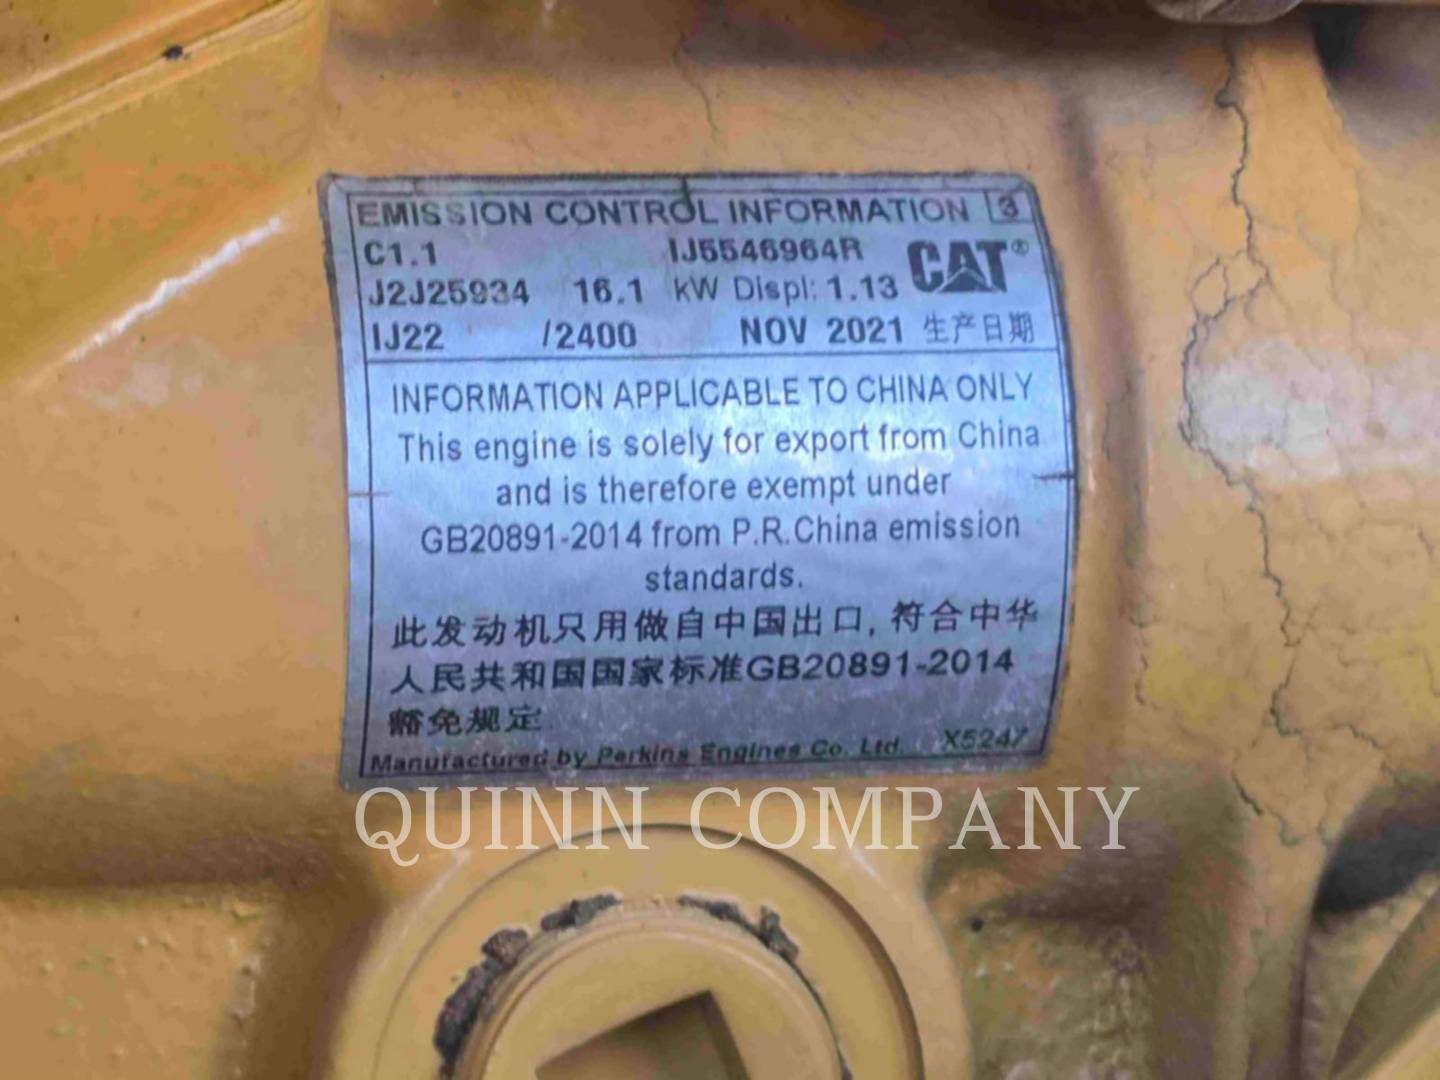 EMISSION CONTROL INFORMATION 3
C1.1 IJ5546964R CAT®
J2J25934 16.1 kW Displ: 1.13
IJ22 /2400 NOV 2021 生产日期
INFORMATION APPLICABLE TO CHINA ONLY
This engine is solely for export from China
and is therefore exempt under
GB20891-2014 from P.R.China emission
standards.
此发动机只用做自中国出口, 符合中华
人民共和国国家标准GB20891-2014
豁免规定
Manufactured by Perkins Engines Co. Ltd. X5247
QUINN COMPANY